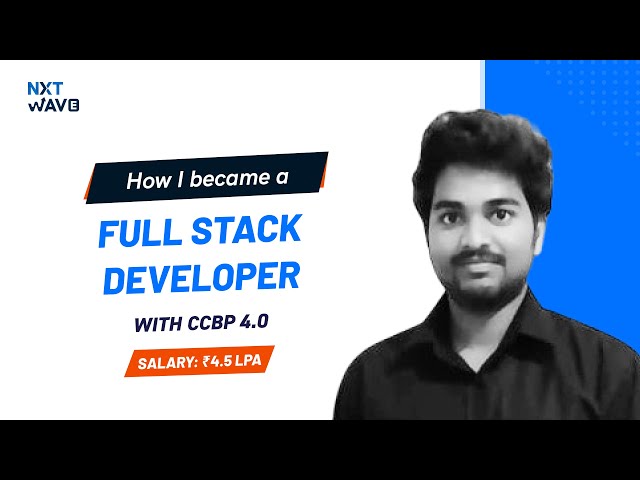 NXT
WAVE
How I became a
FULL STACK
DEVELOPER
WITH CCBP 4.0
SALARY: ₹4.5 LPA